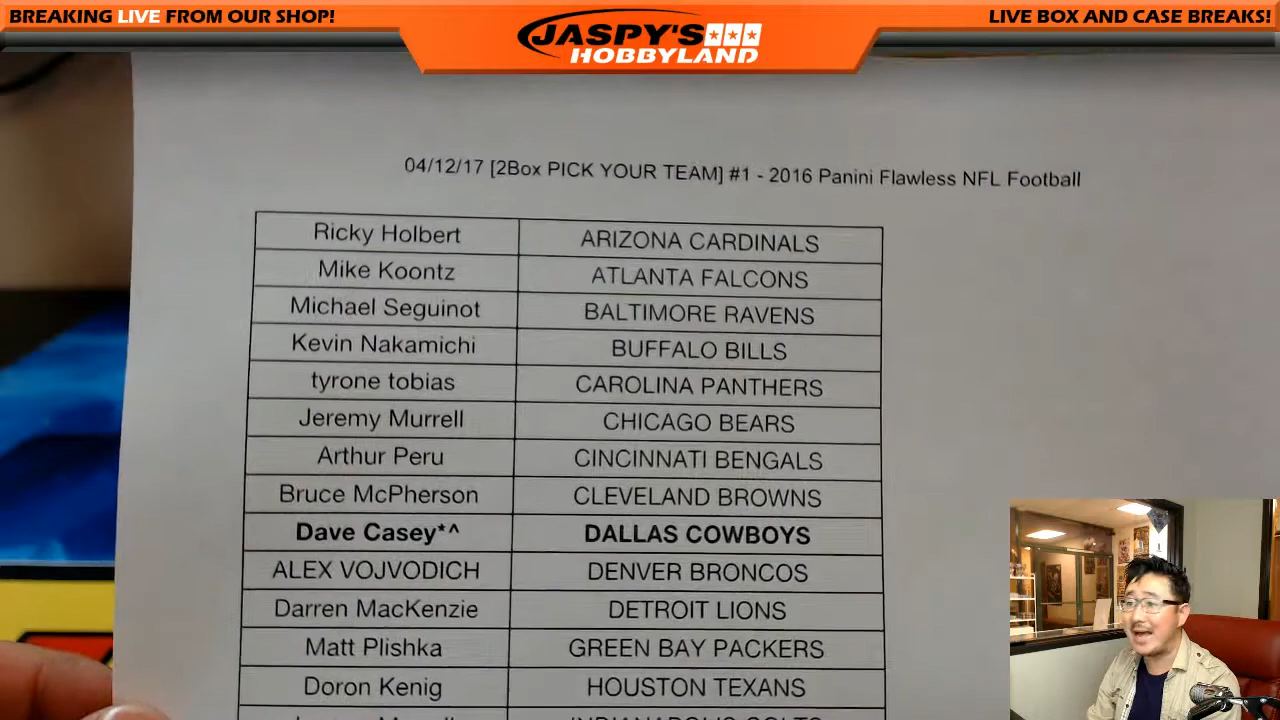 BREAKING LIVE FROM OUR SHOP!
JASPY'S
HOBBYLAND
LIVE BOX AND CASE BREAKS!
04/12/17 [2Box PICK YOUR TEAM] #1 - 2016 Panini Flawless NFL Football
Ricky Holbert ARIZONA CARDINALS
Mike Koontz ATLANTA FALCONS
Michael Seguinot BALTIMORE RAVENS
Kevin Nakamichi BUFFALO BILLS
tyrone tobias CAROLINA PANTHERS
Jeremy Murrell CHICAGO BEARS
Arthur Peru CINCINNATI BENGALS
Bruce McPherson CLEVELAND BROWNS
Dave Casey*^ DALLAS COWBOYS
ALEX VOJVODICH DENVER BRONCOS
Darren MacKenzie DETROIT LIONS
Matt Plishka GREEN BAY PACKERS
Doron Kenig HOUSTON TEXANS
INDIANAPOLIS COLTS